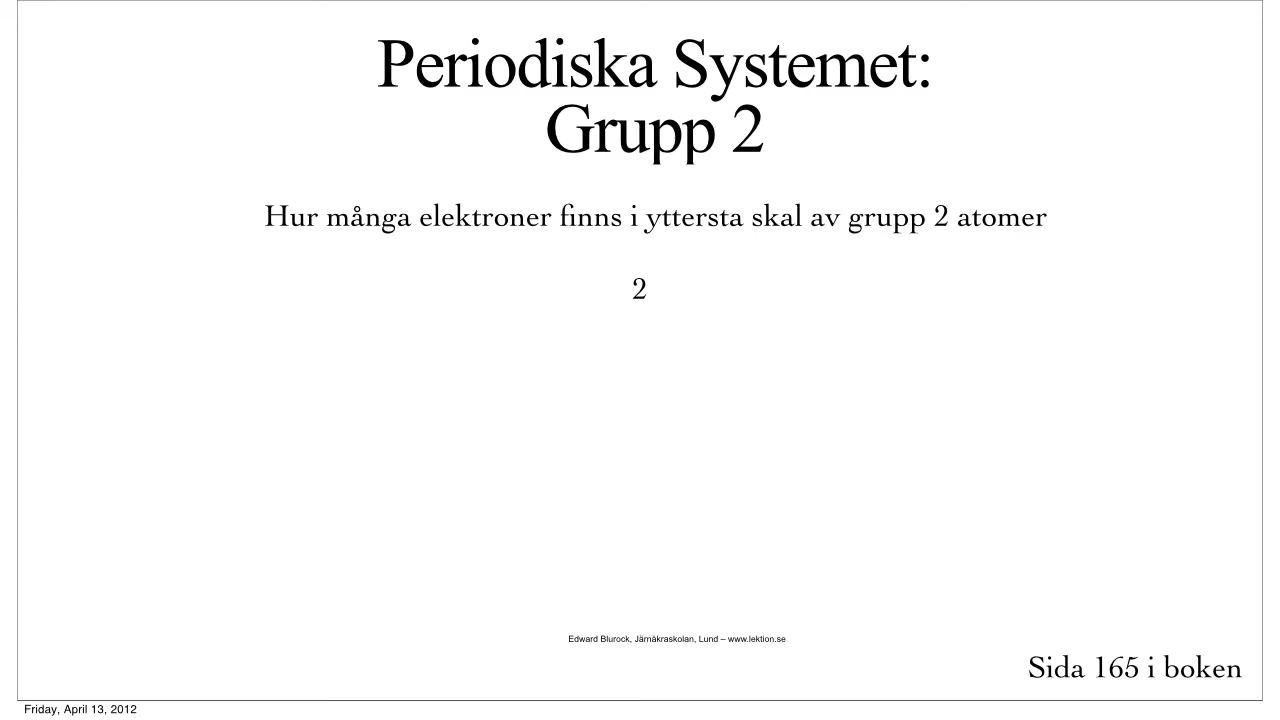 Periodiska Systemet:
Grupp 2
Hur många elektroner finns i yttersta skal av grupp 2 atomer
2
Edward Blurock, Järnåkraskolan, Lund – www.lektion.se
Sida 165 i boken
Friday, April 13, 2012